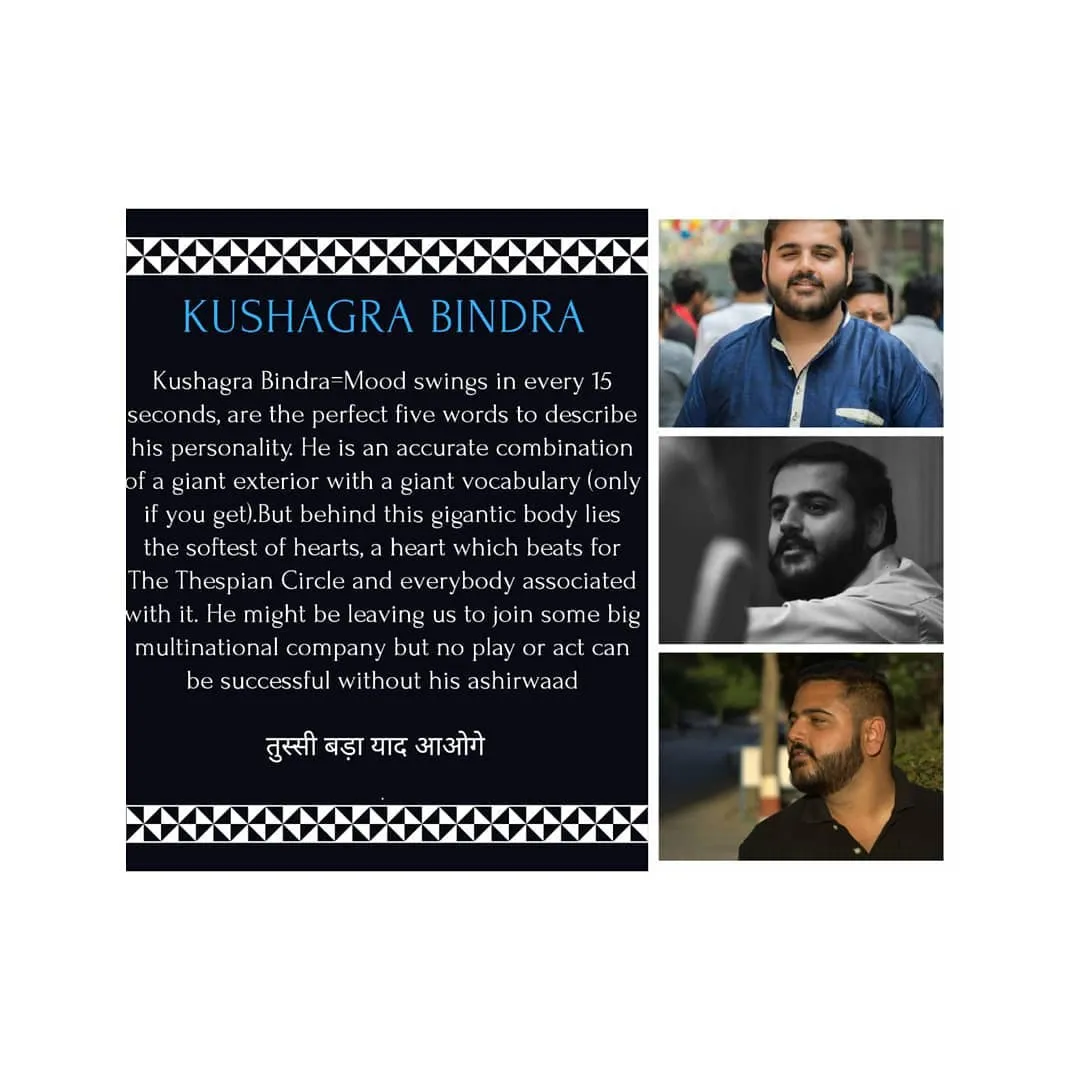 KUSHAGRA BINDRA
Kushagra Bindra=Mood swings in every 15
seconds, are the perfect five words to describe
his personality. He is an accurate combination
of a giant exterior with a giant vocabulary (only
if you get).But behind this gigantic body lies
the softest of hearts, a heart which beats for
The Thespian Circle and everybody associated
with it. He might be leaving us to join some big
multinational company but no play or act can
be successful without his ashirwaad
तुस्सी बड़ा याद आओगे
.